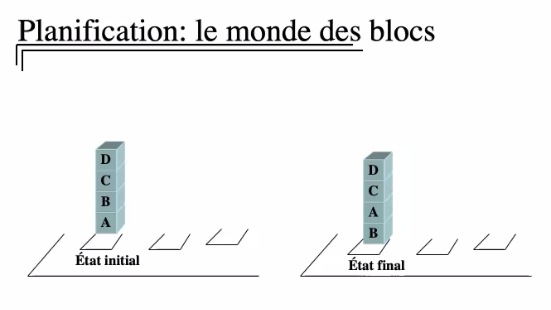 Planification: le monde des blocs
D
C
B
A
État initial
D
C
A
B
État final